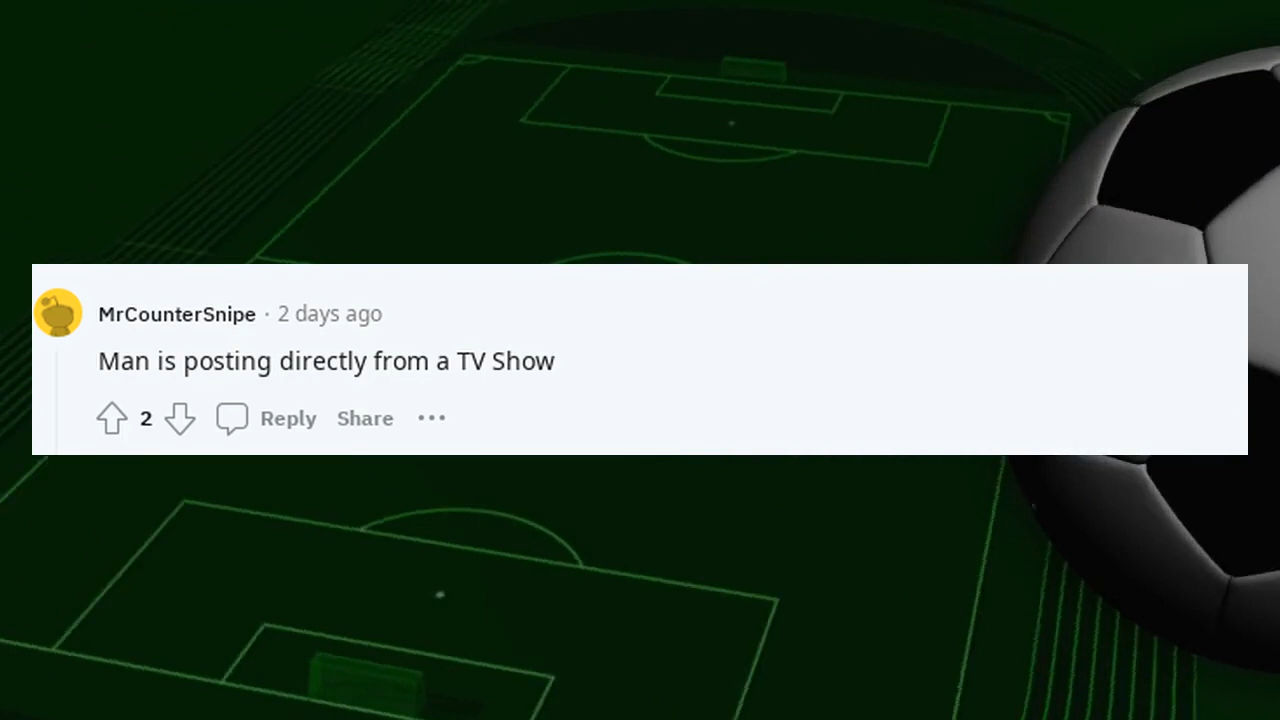 MrCounterSnipe · 2 days ago
Man is posting directly from a TV Show
2 Reply Share ···